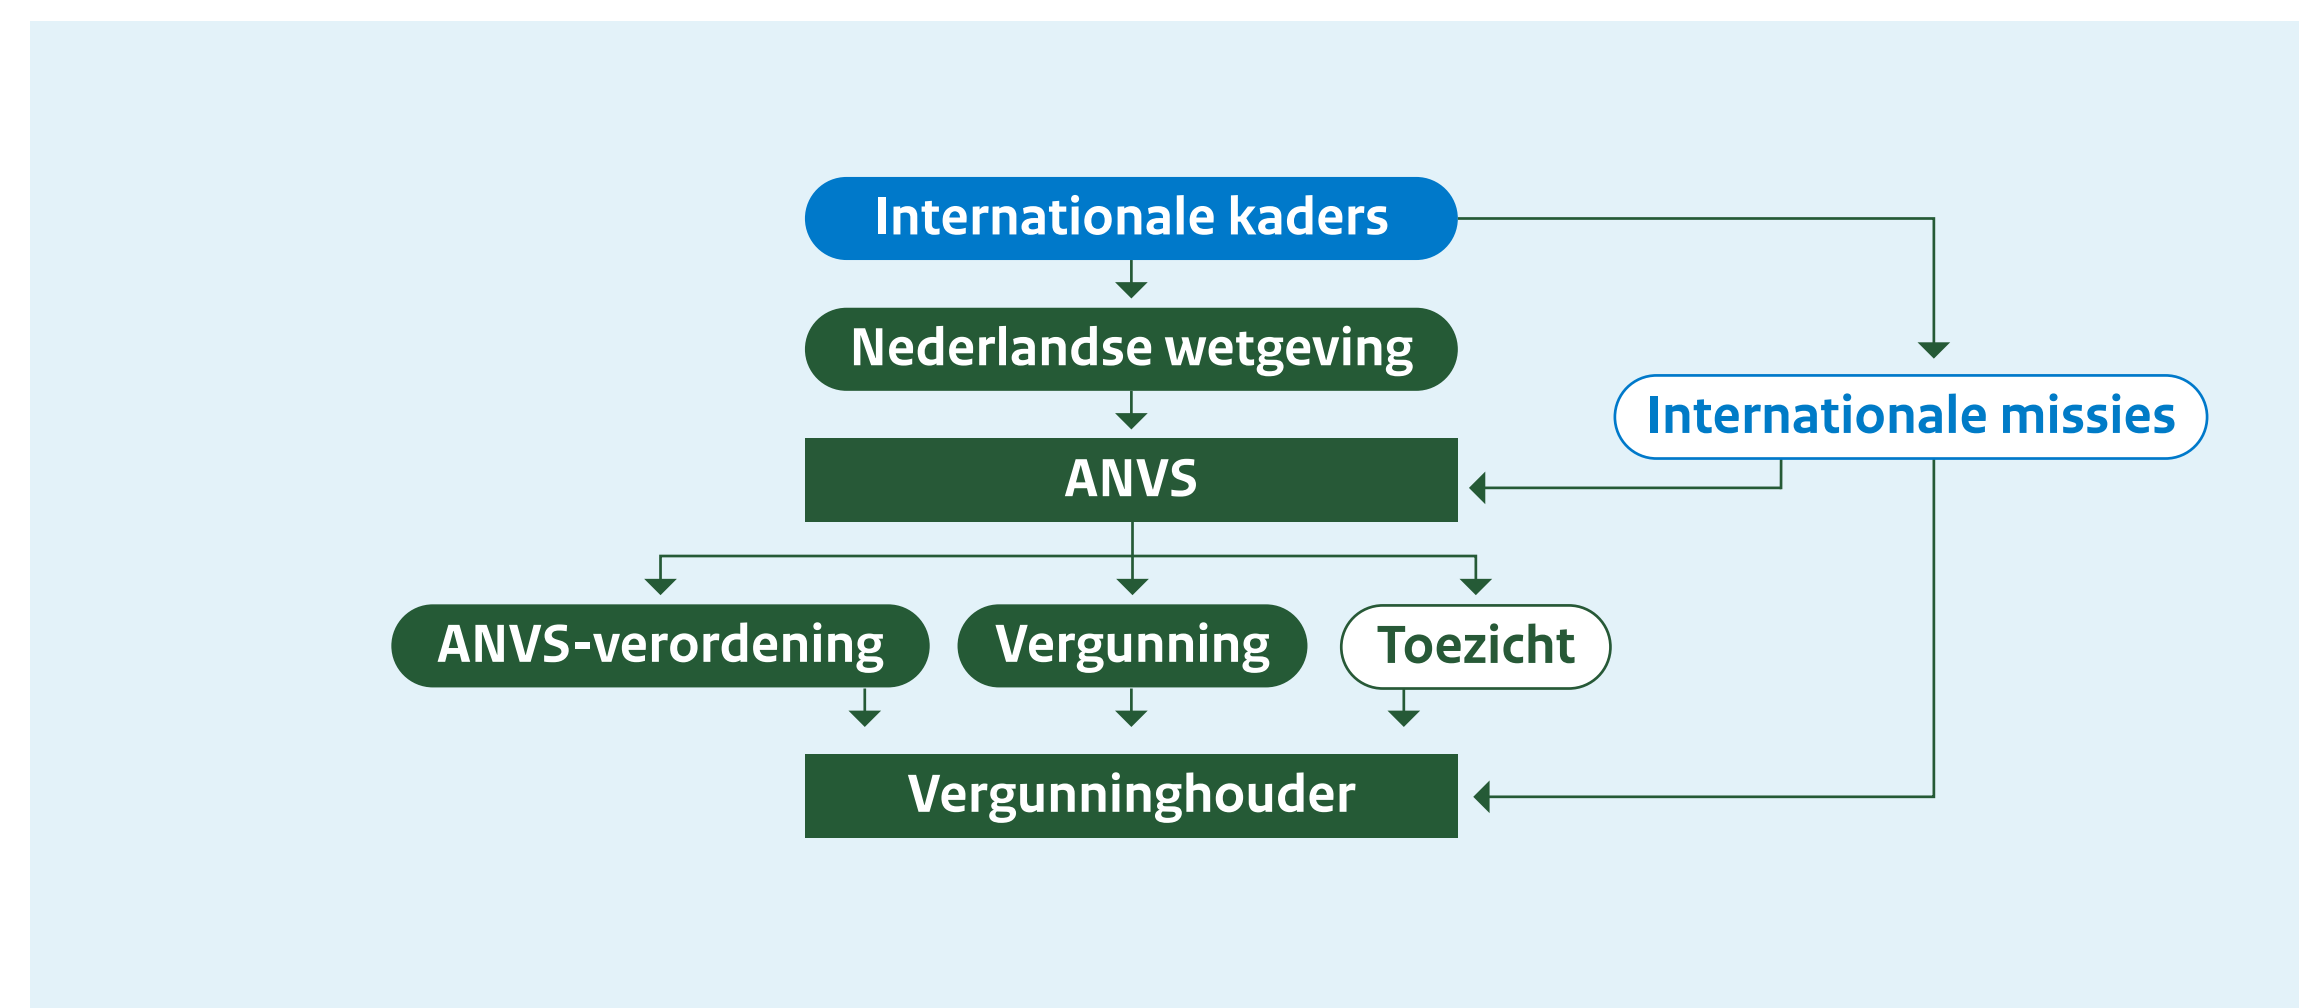 Internationale kaders
Nederlandse wetgeving
Internationale missies
ANVS
ANVS-verordening
Vergunning
Toezicht
Vergunninghouder